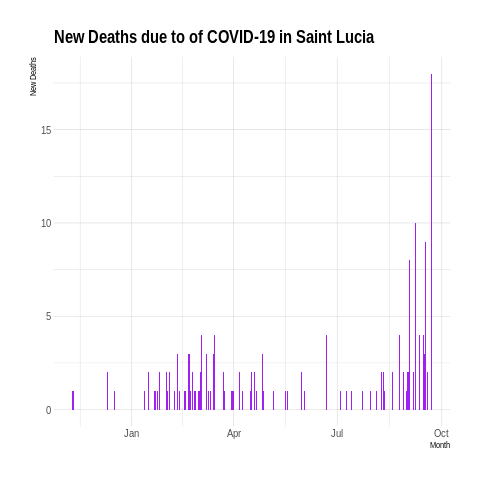 New Deaths due to of COVID-19 in Saint Lucia
New Deaths
15
10
5
0
Jan Apr Jul Oct
Month